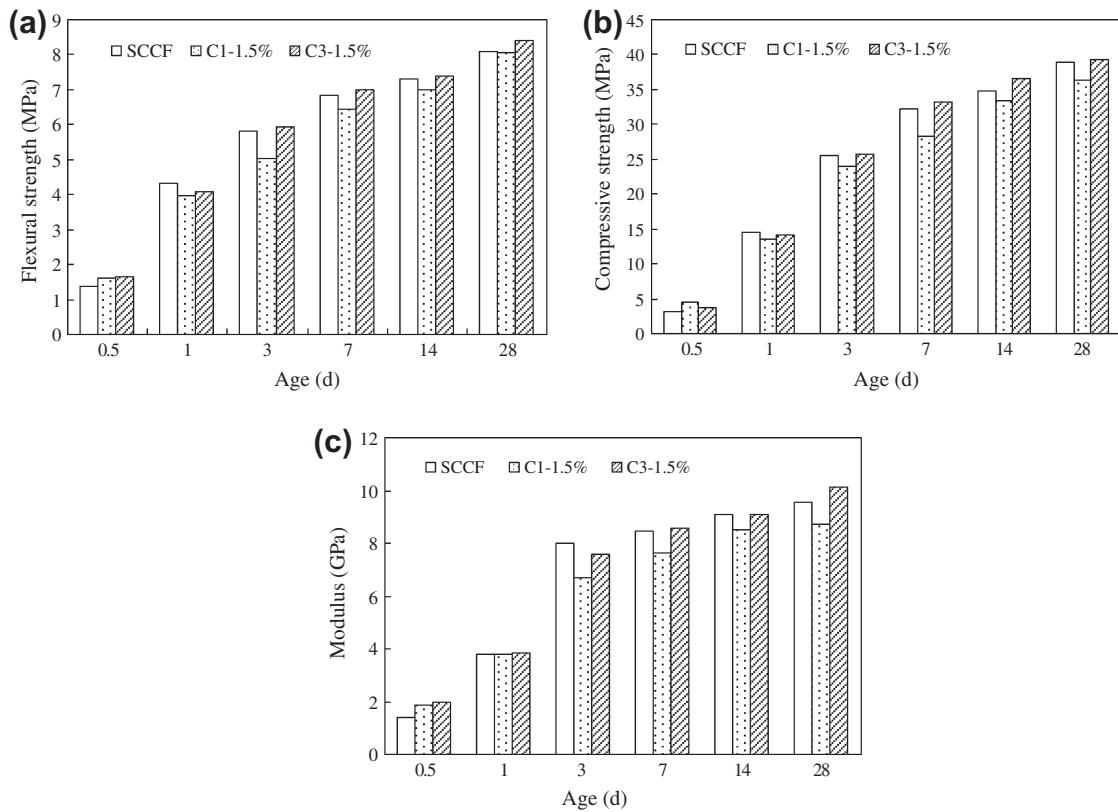 (a)
SCCF C1-1.5% C3-1.5%
Flexural strength (MPa)
9
8
7
6
5
4
3
2
1
0
0.5 1 3 7 14 28
Age (d)
(b)
SCCF C1-1.5% C3-1.5%
Compressive strength (MPa)
45
40
35
30
25
20
15
10
5
0
0.5 1 3 7 14 28
Age (d)
(c)
SCCF C1-1.5% C3-1.5%
Modulus (GPa)
12
10
8
6
4
2
0
0.5 1 3 7 14 28
Age (d)